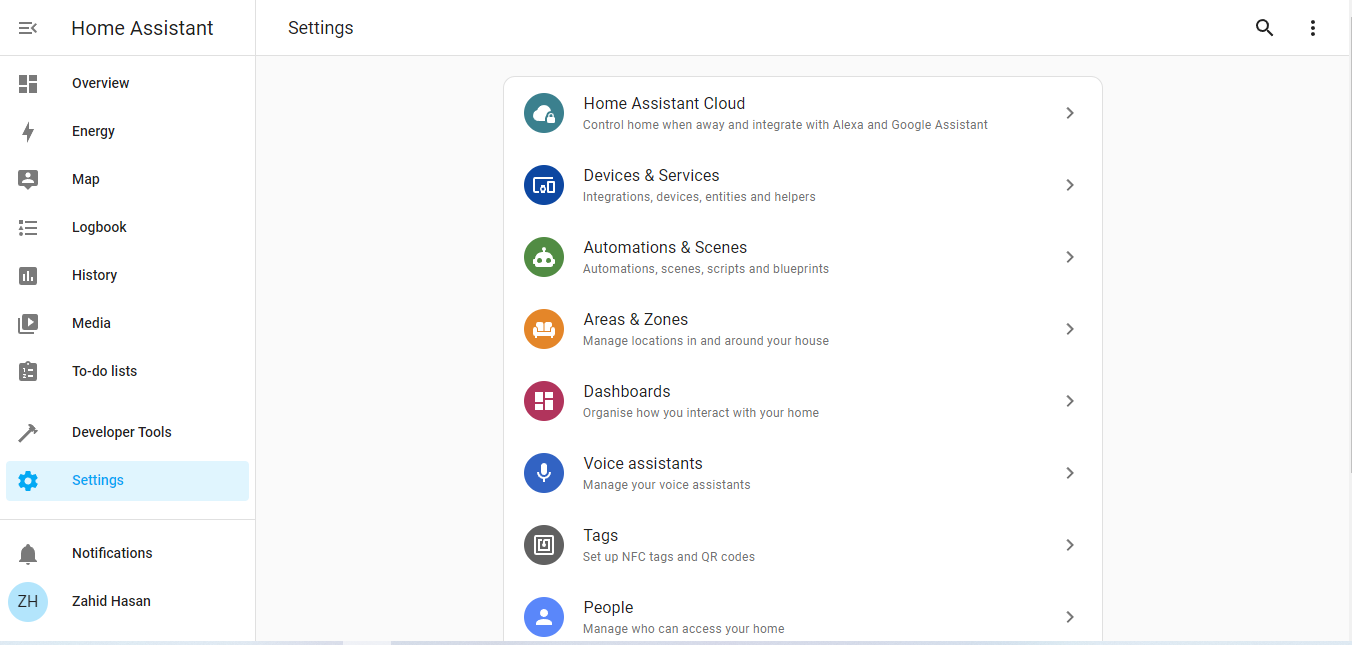 Home Assistant
Overview
Energy
Map
Logbook
History
Media
To-do lists
Developer Tools
Settings
Notifications
ZH
Zahid Hasan
Settings
Home Assistant Cloud
Control home when away and integrate with Alexa and Google Assistant
Devices & Services
Integrations, devices, entities and helpers
Automations & Scenes
Automations, scenes, scripts and blueprints
Areas & Zones
Manage locations in and around your house
Dashboards
Organise how you interact with your home
Voice assistants
Manage your voice assistants
Tags
Set up NFC tags and QR codes
People
Manage who can access your home